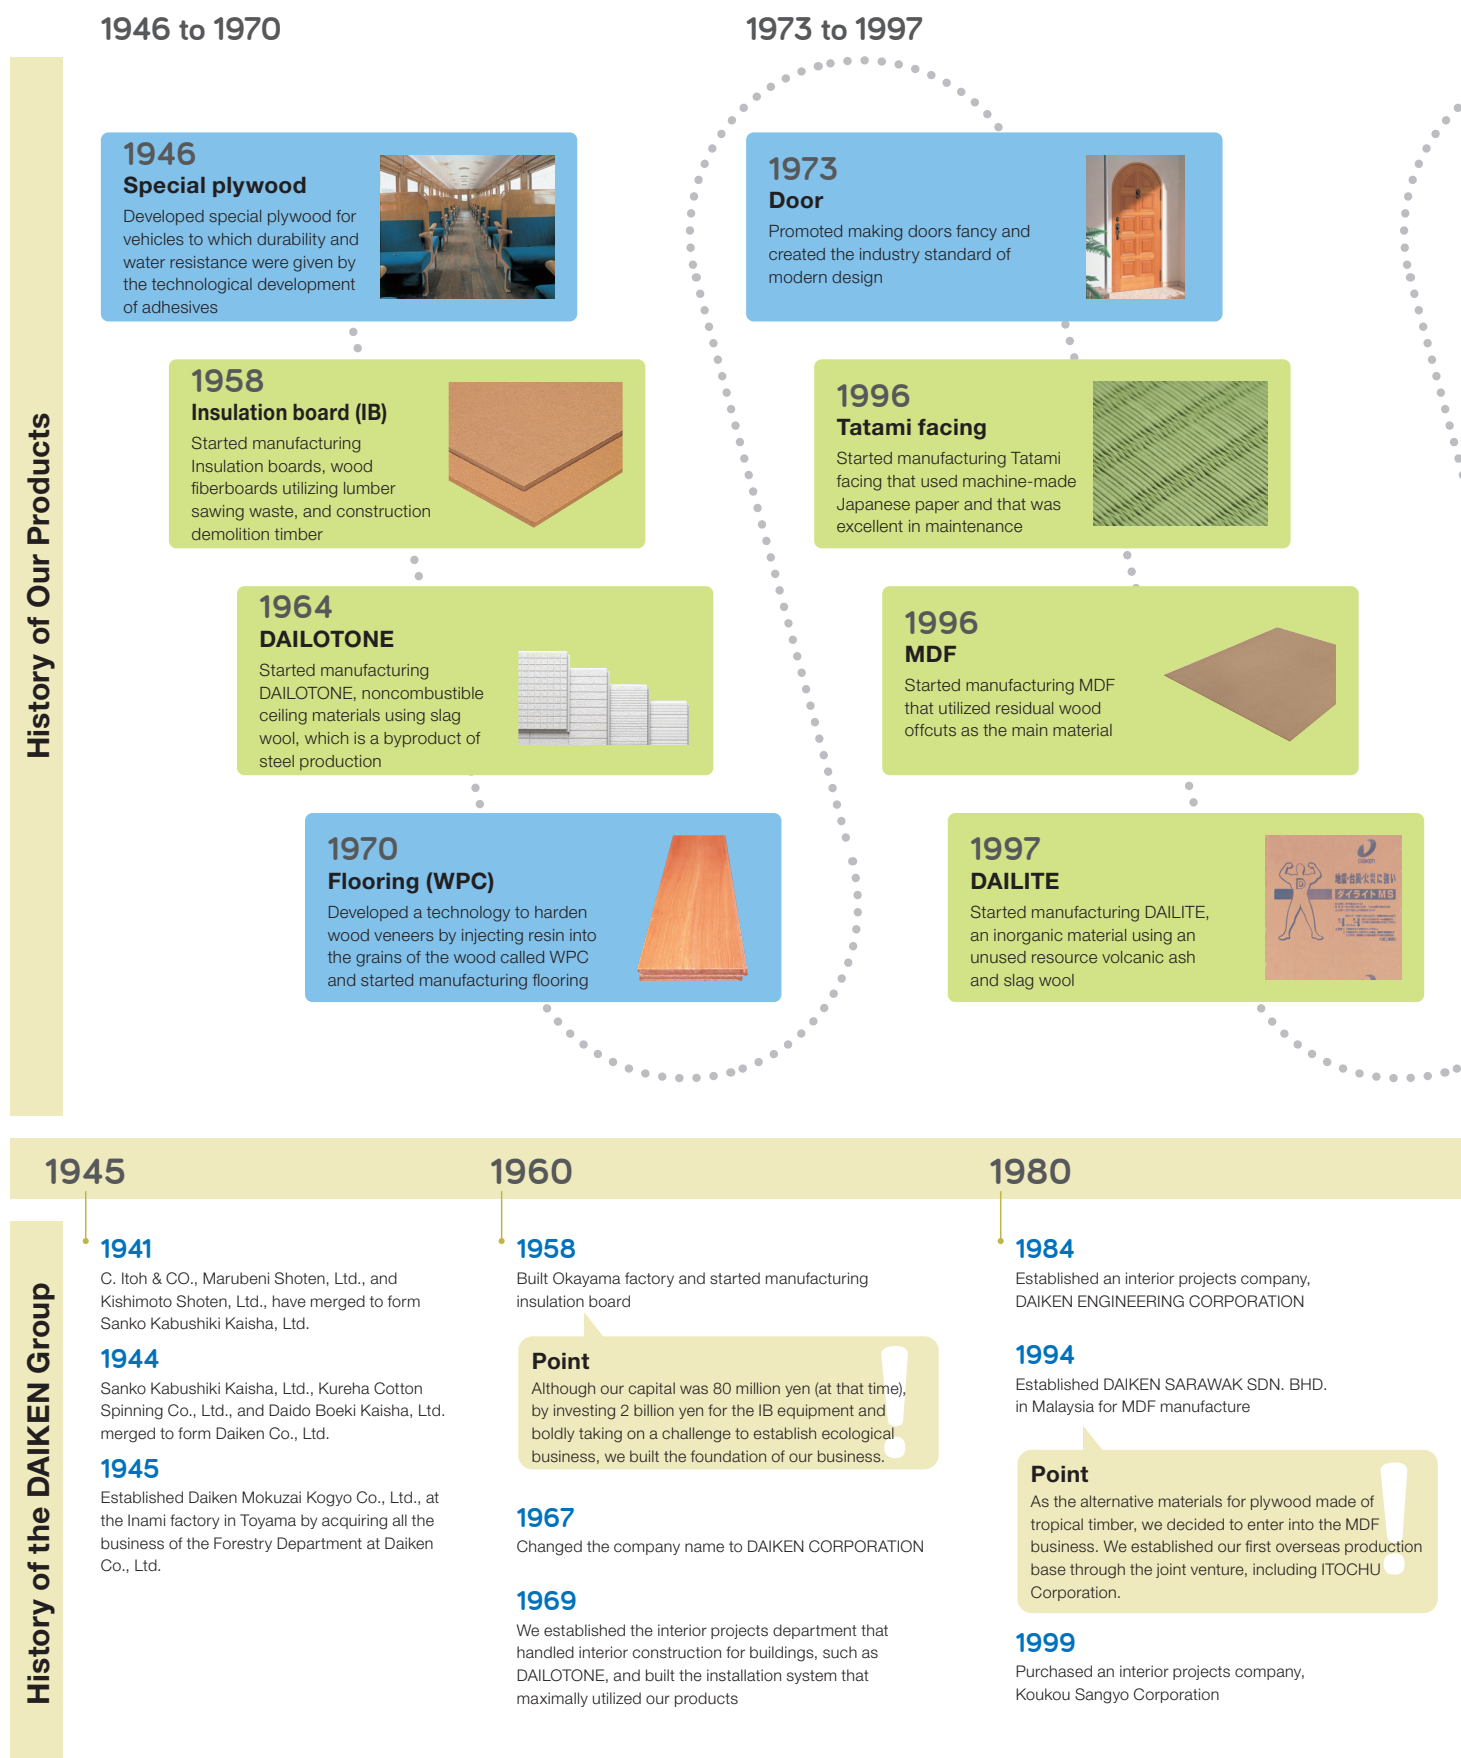 1946 to 1970
1973 to 1997
History of Our Products
1946
Special plywood
Developed special plywood for
vehicles to which durability and
water resistance were given by
the technological development
of adhesives
1958
Insulation board (IB)
Started manufacturing
Insulation boards, wood
fiberboards utilizing lumber
sawing waste, and construction
demolition timber
1964
DAILOTONE
Started manufacturing
DAILOTONE, noncombustible
ceiling materials using slag
wool, which is a byproduct of
steel production
1970
Flooring (WPC)
Developed a technology to harden
wood veneers by injecting resin into
the grains of the wood called WPC
and started manufacturing flooring
1973
Door
Promoted making doors fancy and
created the industry standard of
modern design
1996
Tatami facing
Started manufacturing Tatami
facing that used machine-made
Japanese paper and that was
excellent in maintenance
1996
MDF
Started manufacturing MDF
that utilized residual wood
offcuts as the main material
1997
DAILITE
Started manufacturing DAILITE,
an inorganic material using an
unused resource volcanic ash
and slag wool
DAIKEN
D
地震・台風・火災に強い
ダイライトMS
1945
1960
1980
History of the DAIKEN Group
1941
C. Itoh & CO., Marubeni Shoten, Ltd., and
Kishimoto Shoten, Ltd., have merged to form
Sanko Kabushiki Kaisha, Ltd.
1944
Sanko Kabushiki Kaisha, Ltd., Kureha Cotton
Spinning Co., Ltd., and Daido Boeki Kaisha, Ltd.
merged to form Daiken Co., Ltd.
1945
Established Daiken Mokuzai Kogyo Co., Ltd., at
the Inami factory in Toyama by acquiring all the
business of the Forestry Department at Daiken
Co., Ltd.
1958
Built Okayama factory and started manufacturing
insulation board
Point
Although our capital was 80 million yen (at that time),
by investing 2 billion yen for the IB equipment and
boldly taking on a challenge to establish ecological
business, we built the foundation of our business.
!
1967
Changed the company name to DAIKEN CORPORATION
1969
We established the interior projects department that
handled interior construction for buildings, such as
DAILOTONE, and built the installation system that
maximally utilized our products
1984
Established an interior projects company,
DAIKEN ENGINEERING CORPORATION
1994
Established DAIKEN SARAWAK SDN. BHD.
in Malaysia for MDF manufacture
Point
As the alternative materials for plywood made of
tropical timber, we decided to enter into the MDF
business. We established our first overseas production
base through the joint venture, including ITOCHU
Corporation.
!
1999
Purchased an interior projects company,
Koukou Sangyo Corporation